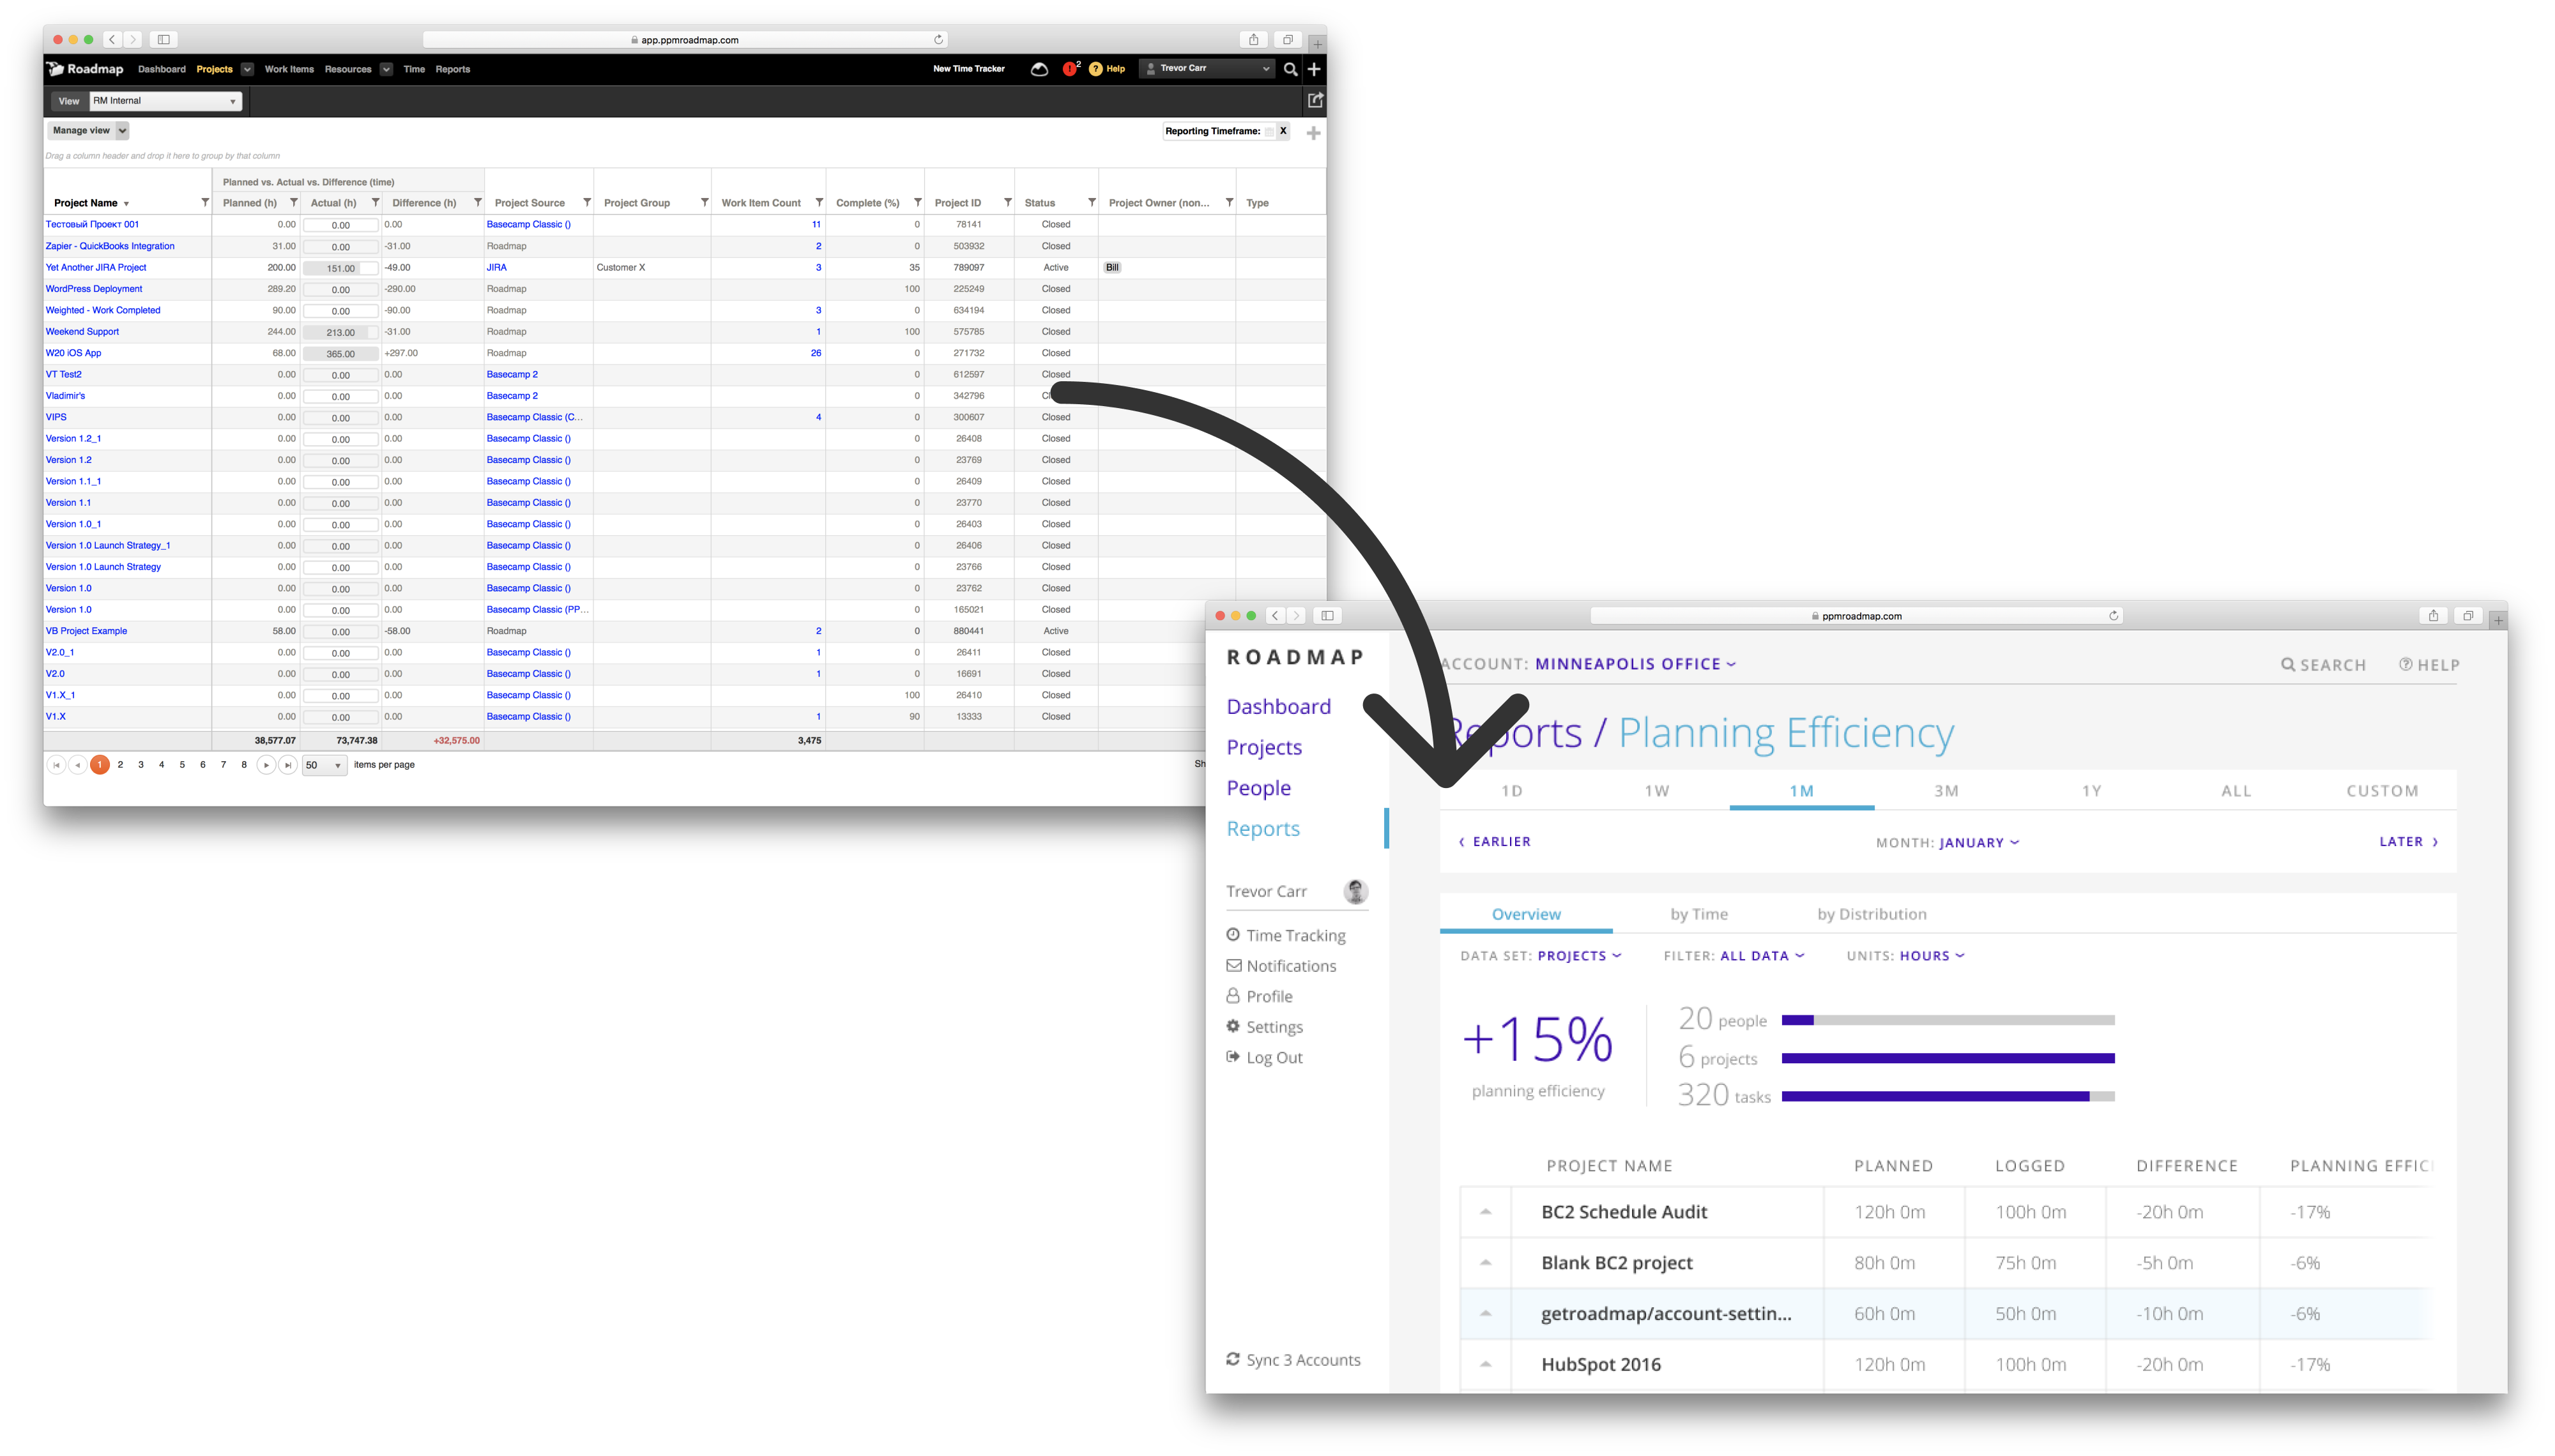 app.ppmroadmap.com
Roadmap Dashboard Projects Work Items Resources Time Reports New Time Tracker ! 2 ? Help Trevor Carr
View RM Internal
Manage view Reporting Timeframe: X
Drag a column header and drop it here to group by that column
Planned vs. Actual vs. Difference (time)
Project Name Planned (h) Actual (h) Difference (h) Project Source Project Group Work Item Count Complete (%) Project ID Status Project Owner (non... Type
Тестовый Проект 001 0.00 0.00 0.00 Basecamp Classic () 11 0 78141 Closed
Zapier - QuickBooks Integration 31.00 0.00 -31.00 Roadmap 2 0 503932 Closed
Yet Another JIRA Project 200.00 151.00 -49.00 JIRA Customer X 3 35 789097 Active Bill
WordPress Deployment 289.20 0.00 -290.00 Roadmap 100 225249 Closed
Weighted - Work Completed 90.00 0.00 -90.00 Roadmap 3 0 634194 Closed
Weekend Support 244.00 213.00 -31.00 Roadmap 1 100 575785 Closed
W20 iOS App 68.00 365.00 +297.00 Roadmap 26 0 271732 Closed
VT Test2 0.00 0.00 0.00 Basecamp 2 0 612597 Closed
Vladimir's 0.00 0.00 0.00 Basecamp 2 0 342796
VIPS 0.00 0.00 0.00 Basecamp Classic (C... 4 0 300607 Closed
Version 1.2_1 0.00 0.00 0.00 Basecamp Classic () 0 26408 Closed
Version 1.2 0.00 0.00 0.00 Basecamp Classic () 0 23769 Closed
Version 1.1_1 0.00 0.00 0.00 Basecamp Classic () 0 26409 Closed
Version 1.1 0.00 0.00 0.00 Basecamp Classic () 0 23770 Closed
Version 1.0_1 0.00 0.00 0.00 Basecamp Classic () 0 26403 Closed
Version 1.0 Launch Strategy_1 0.00 0.00 0.00 Basecamp Classic () 0 26406 Closed
Version 1.0 Launch Strategy 0.00 0.00 0.00 Basecamp Classic () 0 23766 Closed
Version 1.0 0.00 0.00 0.00 Basecamp Classic () 0 23762 Closed
Version 1.0 0.00 0.00 0.00 Basecamp Classic (PP... 0 165021 Closed
VB Project Example 58.00 0.00 -58.00 Roadmap 2 0 880441 Active
V2.0_1 0.00 0.00 0.00 Basecamp Classic () 1 0 26411 Closed
V2.0 0.00 0.00 0.00 Basecamp Classic () 1 0 16691 Closed
V1.X_1 0.00 0.00 0.00 Basecamp Classic () 100 26410 Closed
V1.X 0.00 0.00 0.00 Basecamp Classic () 1 90 13333 Closed
38,577.07 73,747.38 +32,575.00 3,475
1 2 3 4 5 6 7 8 50 items per page Sh
ppmroadmap.com
ROADMAP
Dashboard
Projects
People
Reports
Trevor Carr
Time Tracking
Notifications
Profile
Settings
Log Out
Sync 3 Accounts
ACCOUNT: MINNEAPOLIS OFFICE SEARCH ? HELP
Reports / Planning Efficiency
1D 1W 1M 3M 1Y ALL CUSTOM
EARLIER MONTH: JANUARY LATER
Overview by Time by Distribution
DATA SET: PROJECTS FILTER: ALL DATA UNITS: HOURS
+15%
planning efficiency
20 people
6 projects
320 tasks
PROJECT NAME PLANNED LOGGED DIFFERENCE PLANNING EFFIC
BC2 Schedule Audit 120h 0m 100h 0m -20h 0m -17%
Blank BC2 project 80h 0m 75h 0m -5h 0m -6%
getroadmap/account-settin... 60h 0m 50h 0m -10h 0m -6%
HubSpot 2016 120h 0m 100h 0m -20h 0m -17%